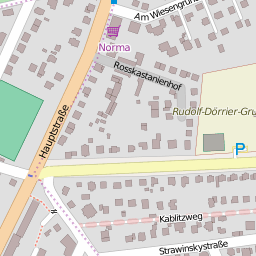 Am Wiesengrund
Norma
Rosskastanienhof
Hauptstraße
Rudolf-Dörrier-Gru
P
Kablitzweg
Strawinskystraße